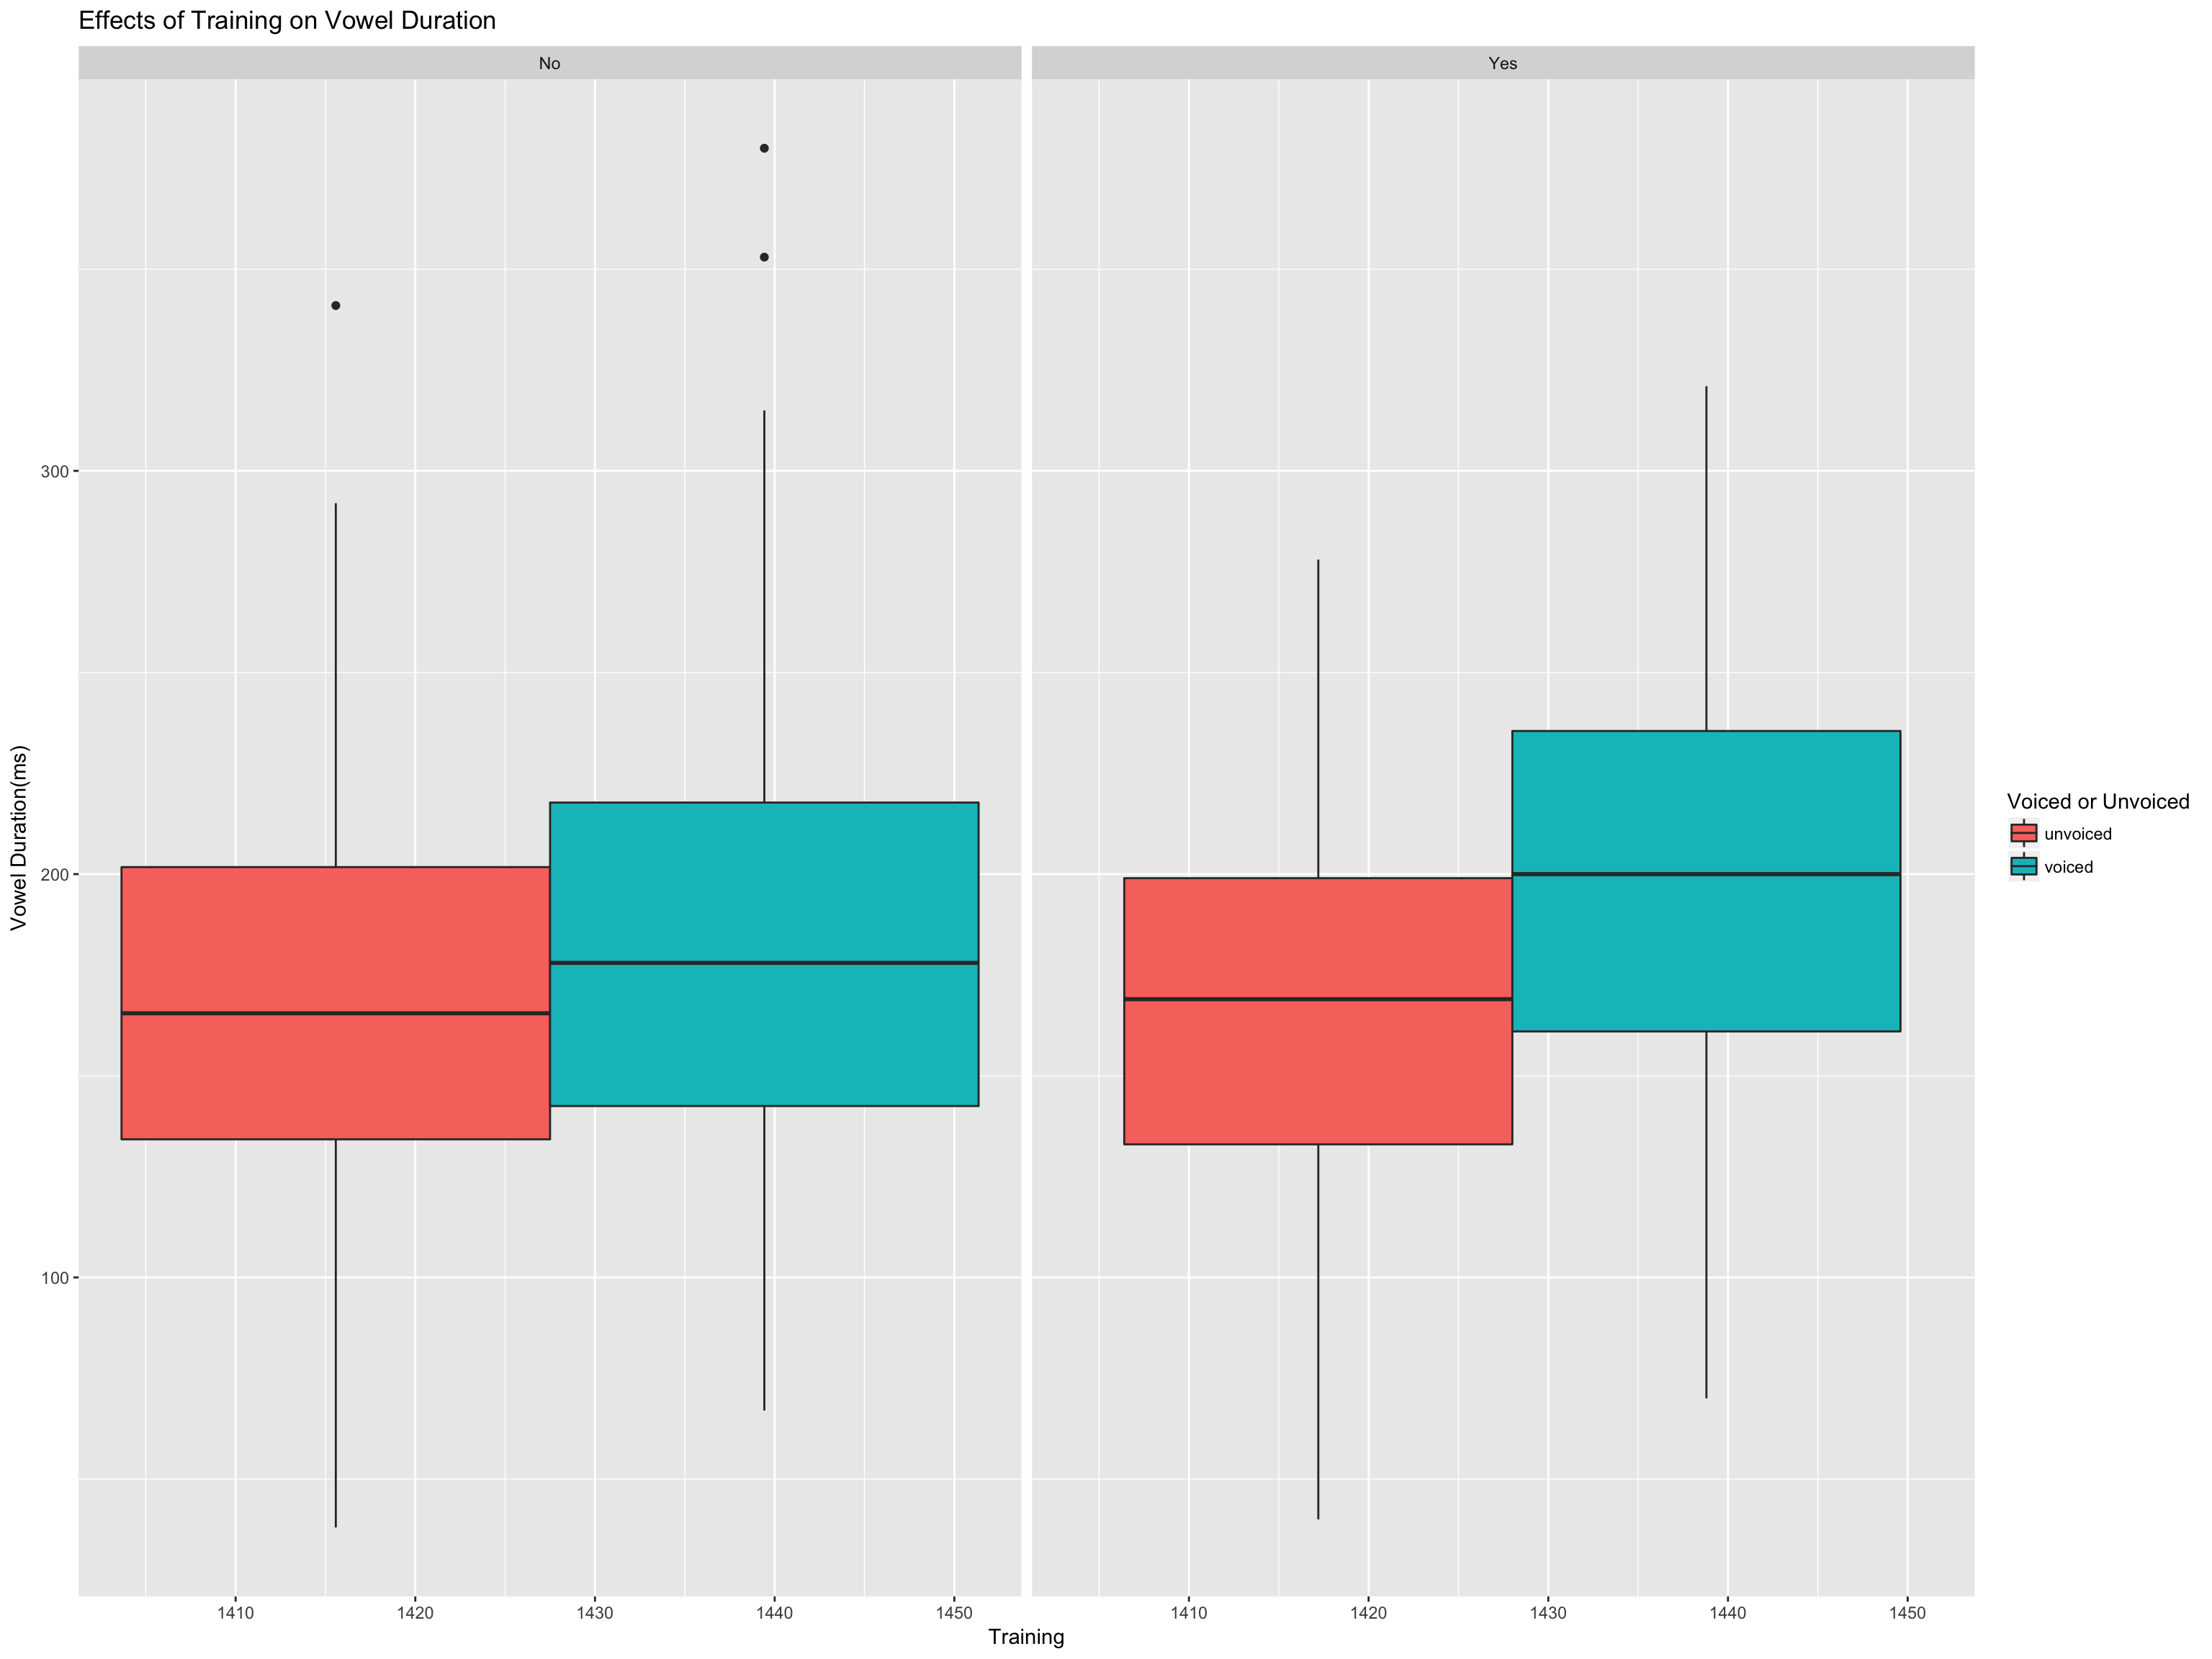 Effects of Training on Vowel Duration
No
Yes
Vowel Duration(ms)
300
200
100
1410 1420 1430 1440 1450
1410 1420 1430 1440 1450
Training
Voiced or Unvoiced
unvoiced
voiced